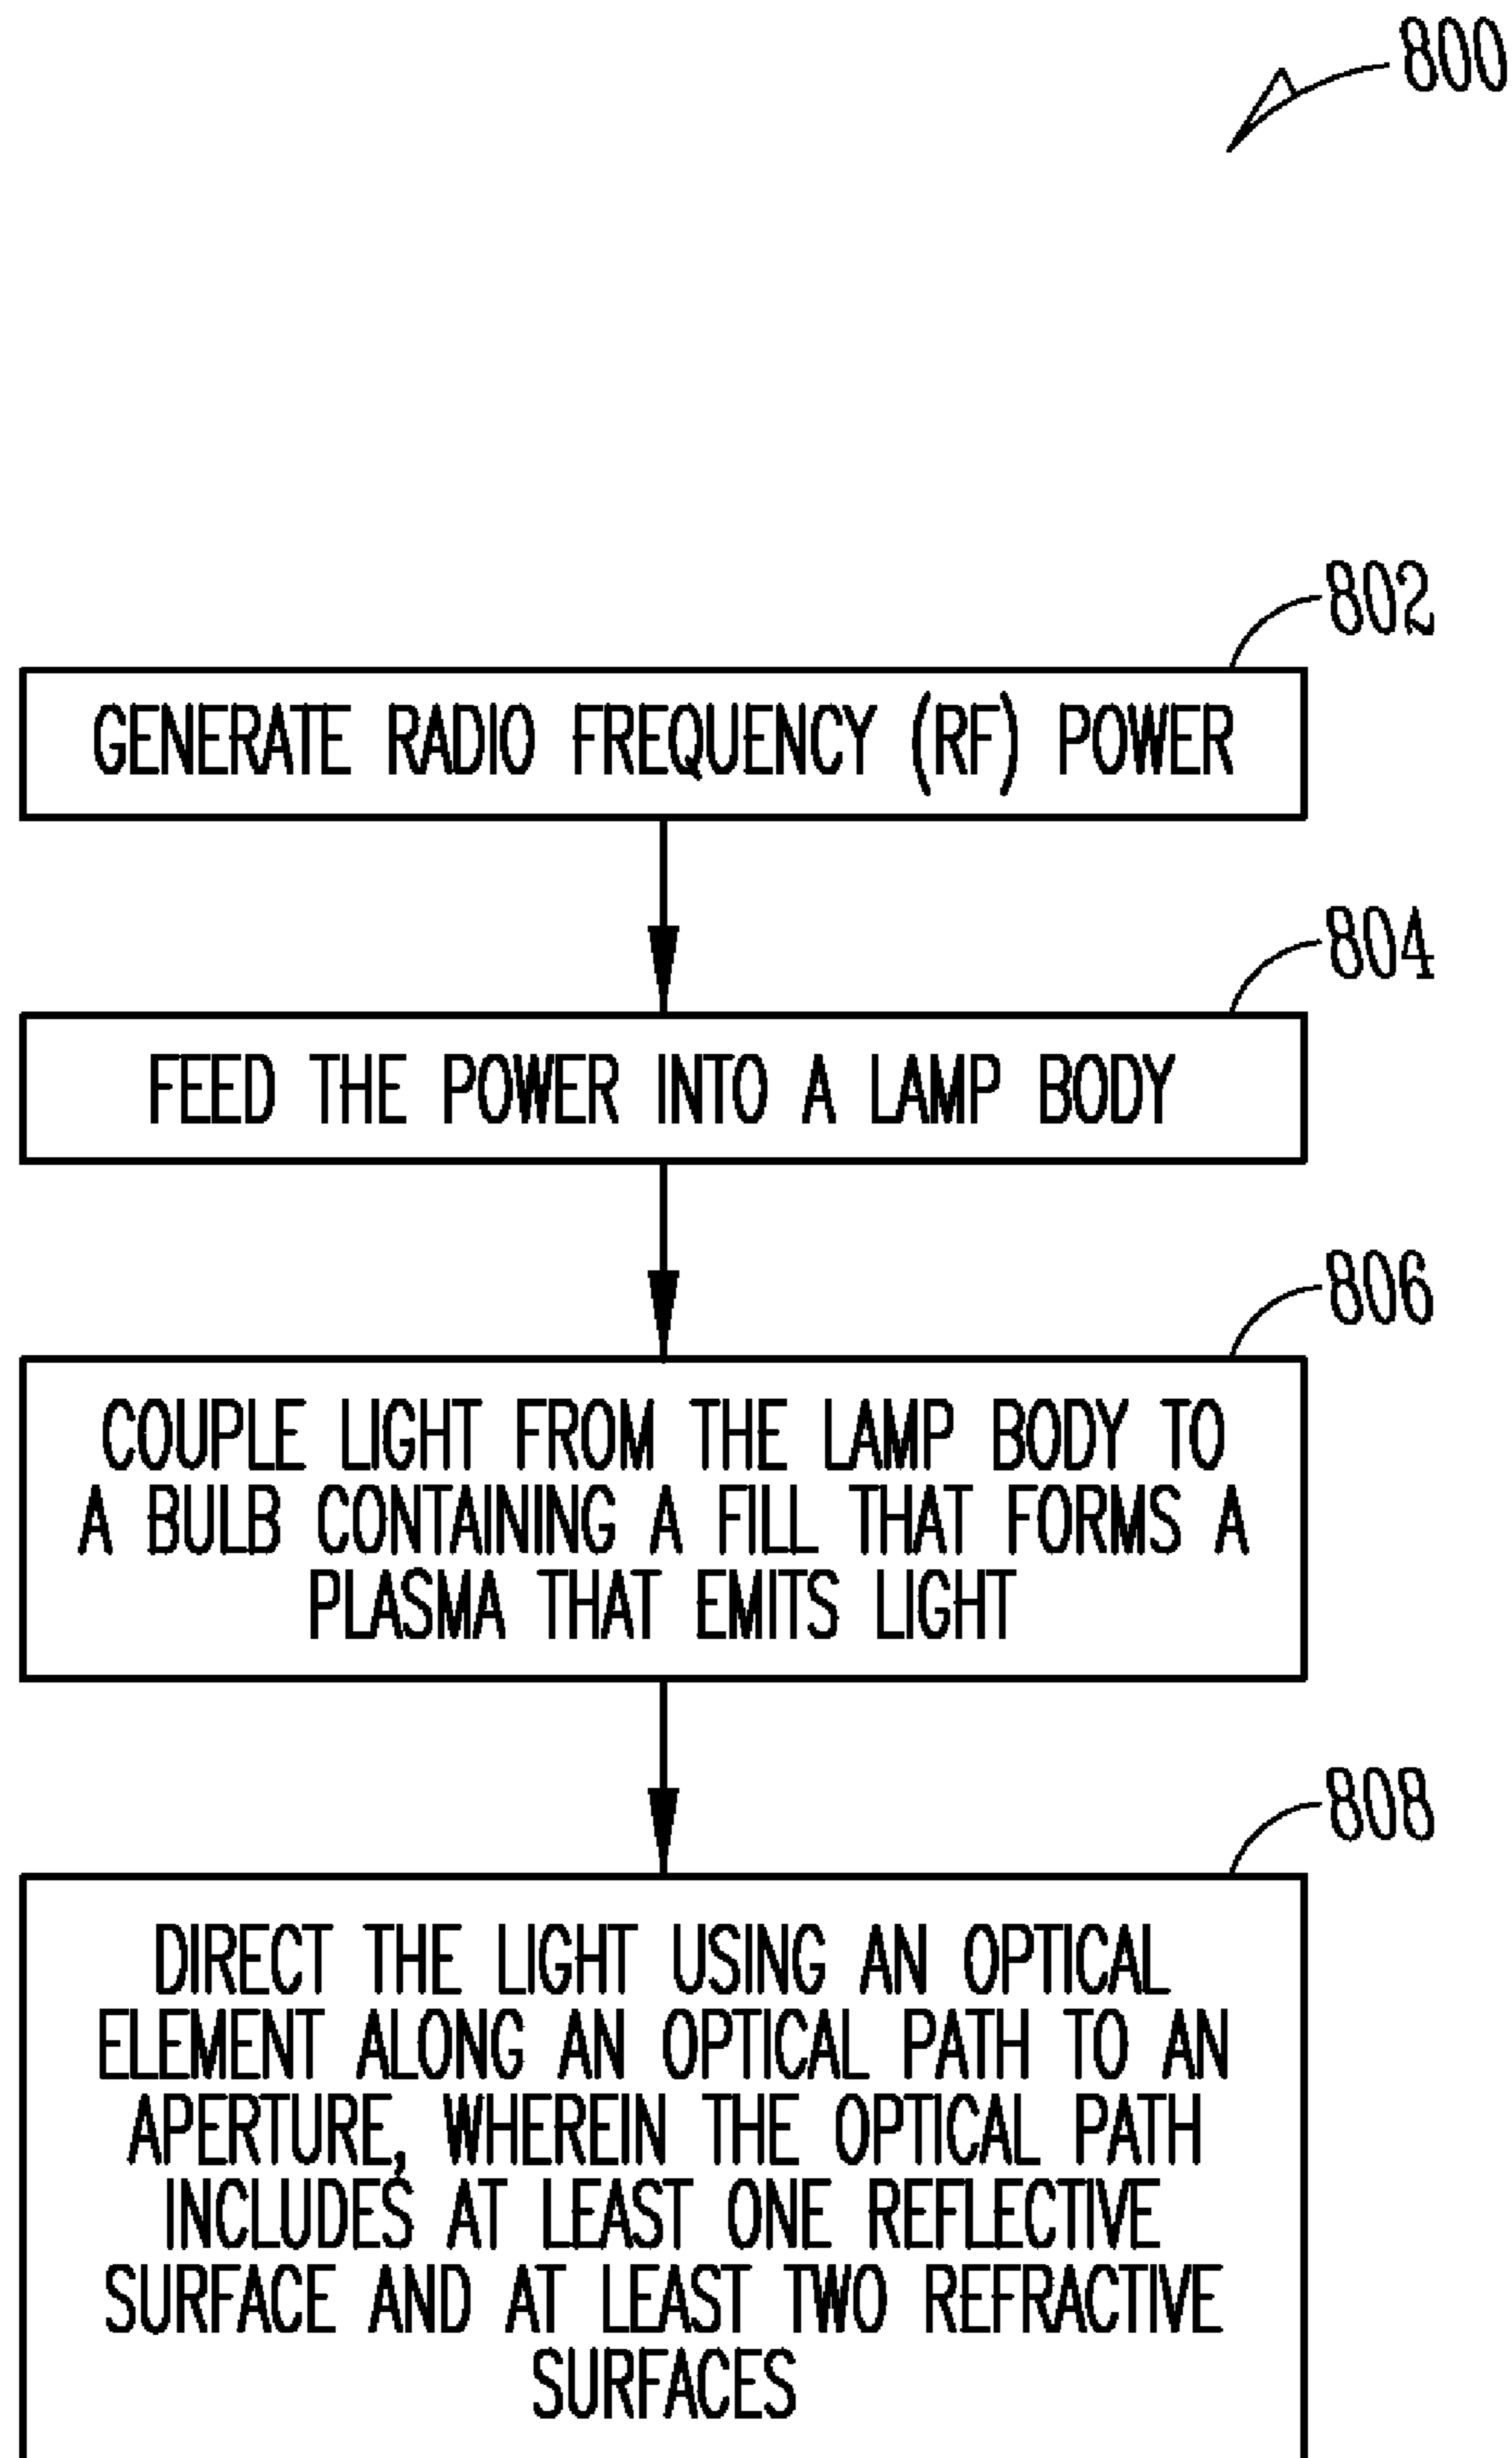 800
802
GENERATE RADIO FREQUENCY (RF) POWER
804
FEED THE POWER INTO A LAMP BODY
806
COUPLE LIGHT FROM THE LAMP BODY TO
A BULB CONTAINING A FILL THAT FORMS A
PLASMA THAT EMITS LIGHT
808
DIRECT THE LIGHT USING AN OPTICAL
ELEMENT ALONG AN OPTICAL PATH TO AN
APERTURE, WHEREIN THE OPTICAL PATH
INCLUDES AT LEAST ONE REFLECTIVE
SURFACE AND AT LEAST TWO REFRACTIVE
SURFACES